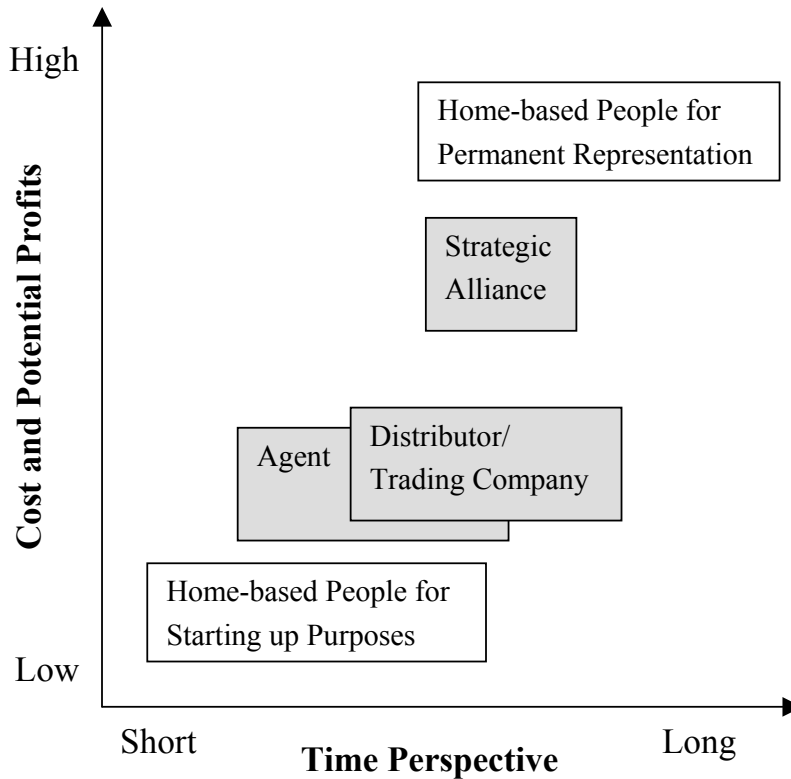 High
Home-based People for
Permanent Representation
Strategic
Alliance
Cost and Potential Profits
Agent
Distributor/
Trading Company
Home-based People for
Starting up Purposes
Low
Short
Time Perspective
Long